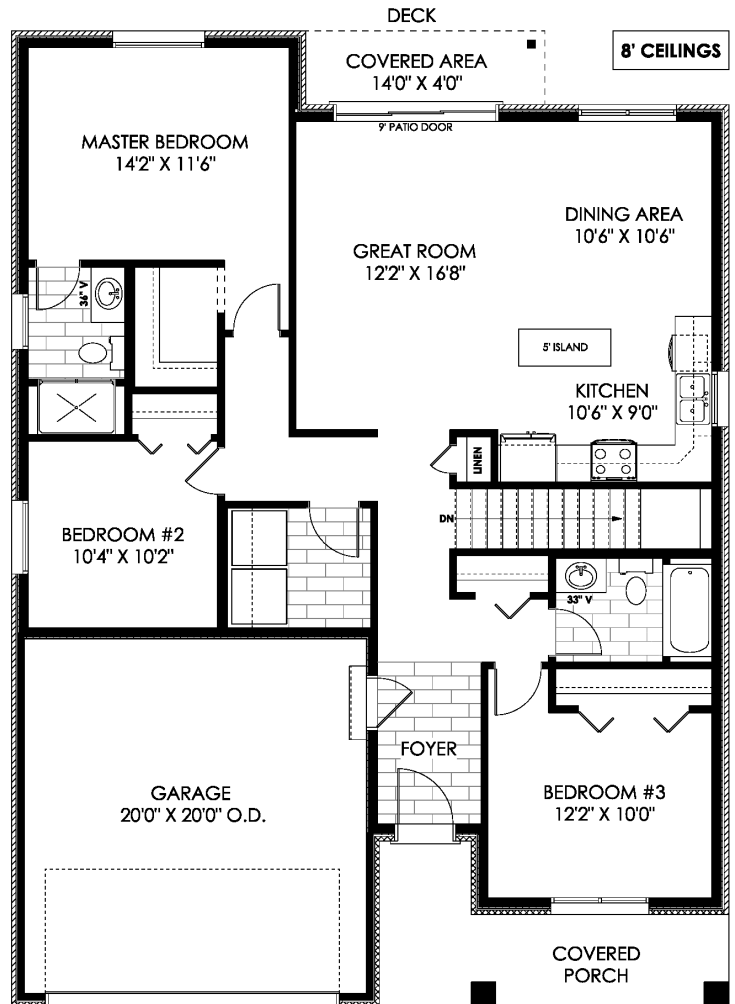 DECK
8' CEILINGS
COVERED AREA
14'0" X 4'0"
9' PATIO DOOR
MASTER BEDROOM
14'2" X 11'6"
DINING AREA
10'6" X 10'6"
GREAT ROOM
12'2" X 16'8"
36" V
5' ISLAND
KITCHEN
10'6" X 9'0"
LINEN
DN
BEDROOM #2
10'4" X 10'2"
33" V
FOYER
GARAGE
20'0" X 20'0" O.D.
BEDROOM #3
12'2" X 10'0"
COVERED
PORCH